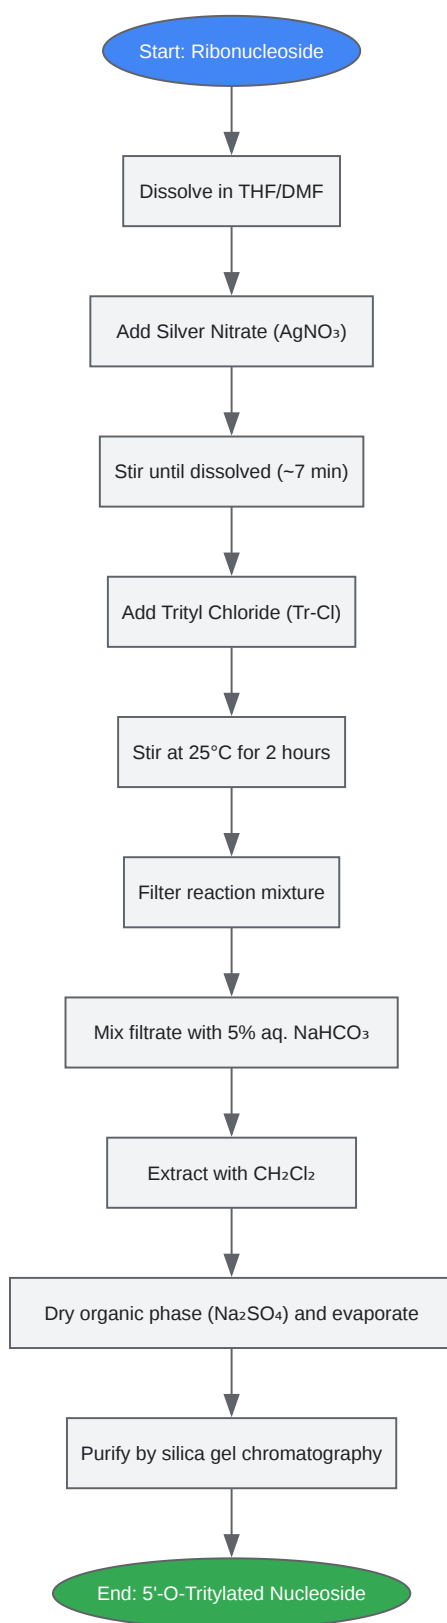 Start: Ribonucleoside
Dissolve in THF/DMF
Add Silver Nitrate (AgNO₃)
Stir until dissolved (~7 min)
Add Trityl Chloride (Tr-Cl)
Stir at 25°C for 2 hours
Filter reaction mixture
Mix filtrate with 5% aq. NaHCO₃
Extract with CH₂Cl₂
Dry organic phase (Na₂SO₄) and evaporate
Purify by silica gel chromatography
End: 5'-O-Tritylated Nucleoside